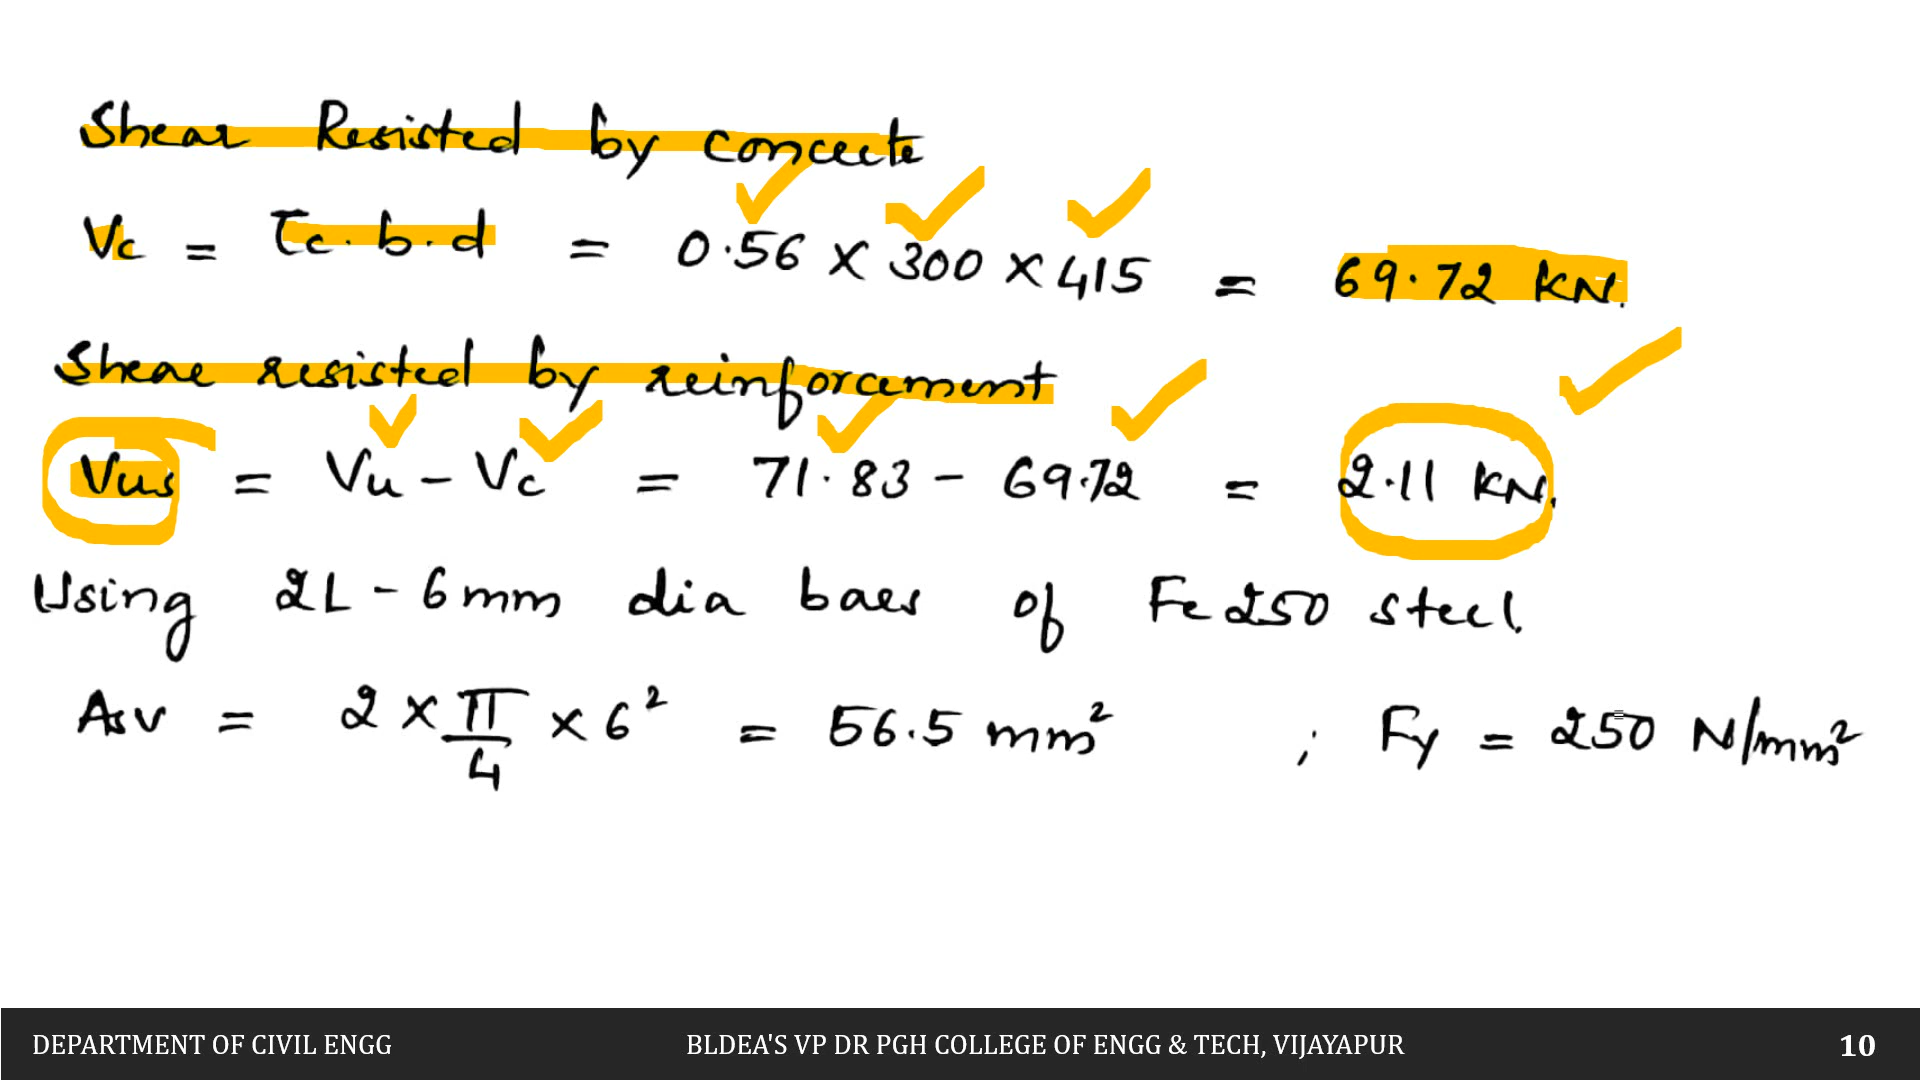 Shear Resisted by concrete
Vc = τc.b.d = 0.56 × 300 × 415 = 69.72 KN.
Shear resisted by reinforcement
Vus = Vu - Vc = 71.83 - 69.72 = 2.11 KN.
Using 2L - 6mm dia bars of Fe 250 steel.
Asv = 2 × π/4 × 6² = 56.5 mm² ; Fy = 250 N/mm²
DEPARTMENT OF CIVIL ENGG BLDEA'S VP DR PGH COLLEGE OF ENGG & TECH, VIJAYAPUR 10